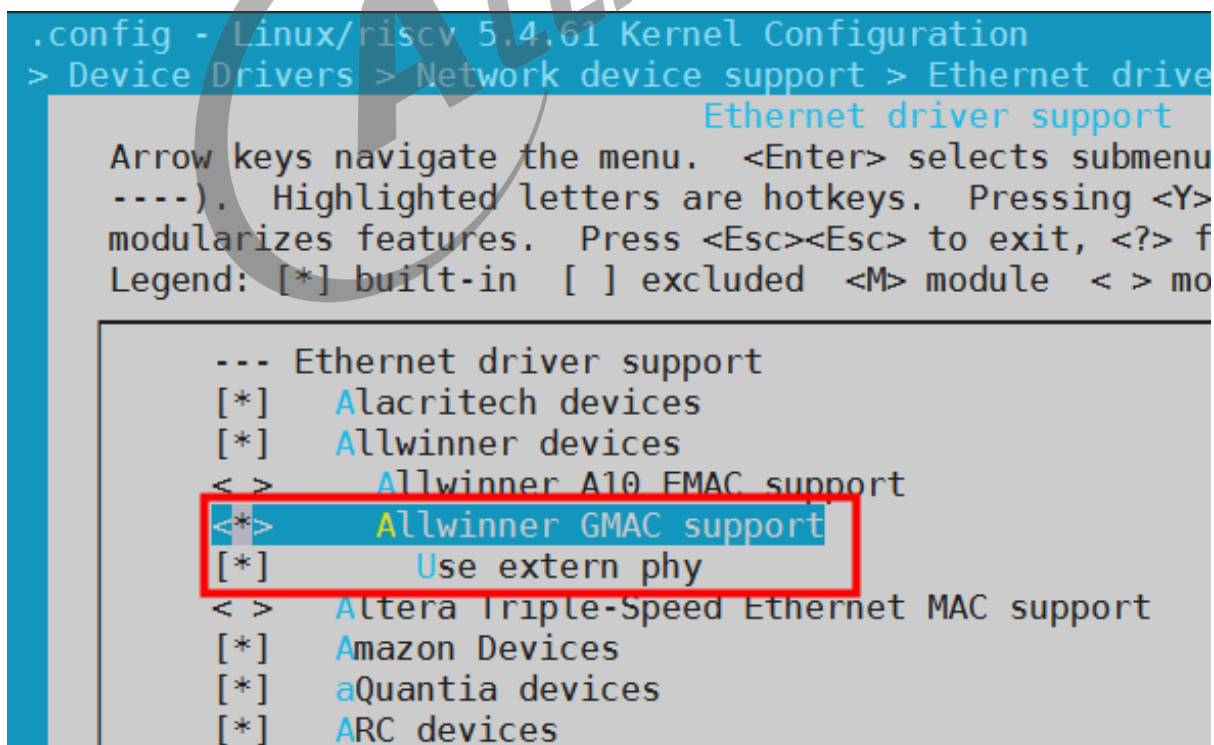 .config - Linux/riscv 5.4.61 Kernel Configuration
> Device Drivers > Network device support > Ethernet drive
Ethernet driver support
Arrow keys navigate the menu.  <Enter> selects submenu
----).  Highlighted letters are hotkeys.  Pressing <Y>
modularizes features.  Press <Esc><Esc> to exit, <?> f
Legend: [*] built-in  [ ] excluded  <M> module  < > mo
--- Ethernet driver support
[*]   Alacritech devices
[*]   Allwinner devices
< >     Allwinner A10 EMAC support
<*>     Allwinner GMAC support
[*]       Use extern phy
< >   Altera Triple-Speed Ethernet MAC support
[*]   Amazon Devices
[*]   aQuantia devices
[*]   ARC devices